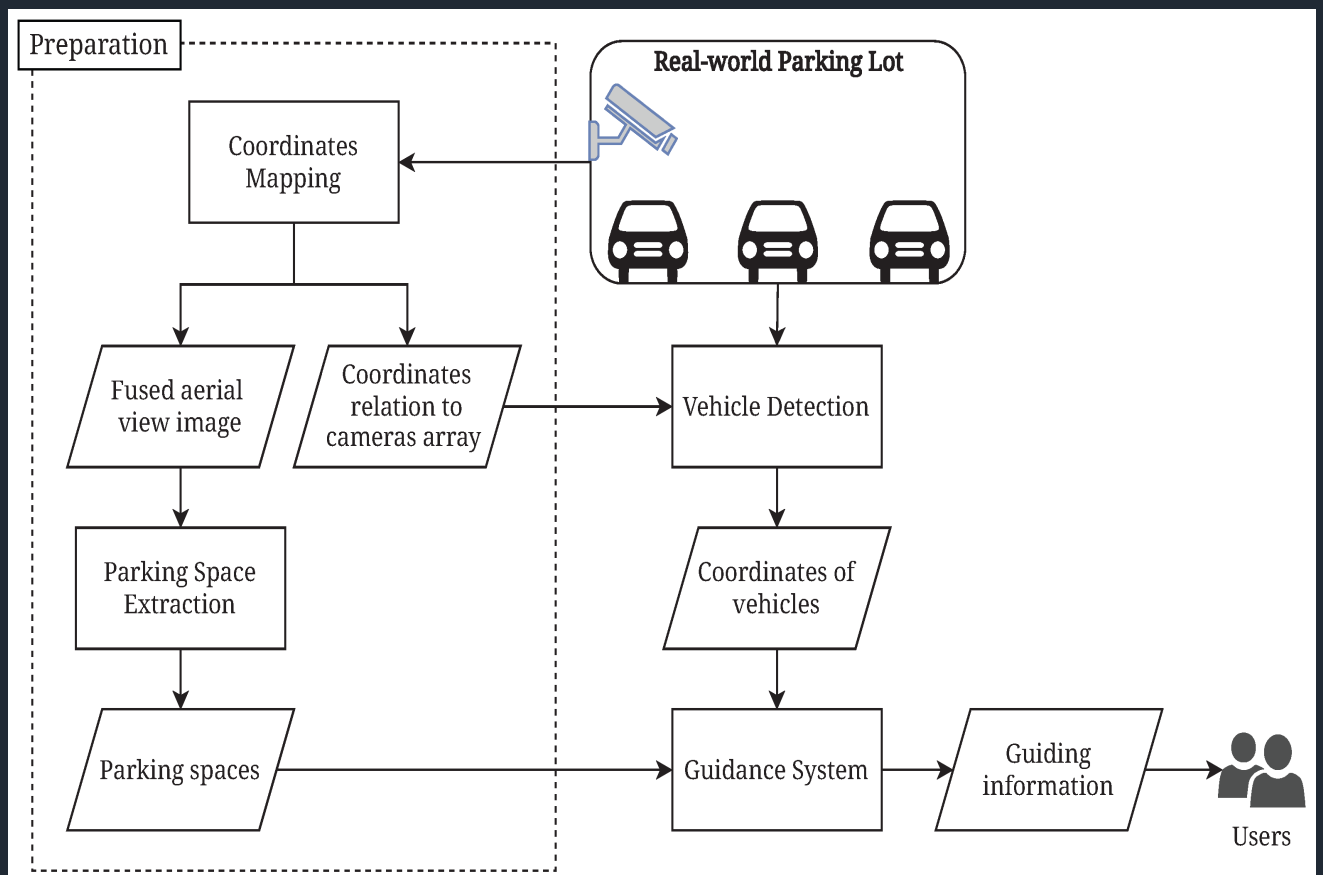 Preparation
Real-world Parking Lot
Coordinates
Mapping
Fused aerial
view image
Coordinates
relation to
cameras array
Vehicle Detection
Parking Space
Extraction
Coordinates of
vehicles
Parking spaces
Guidance System
Guiding
information
Users